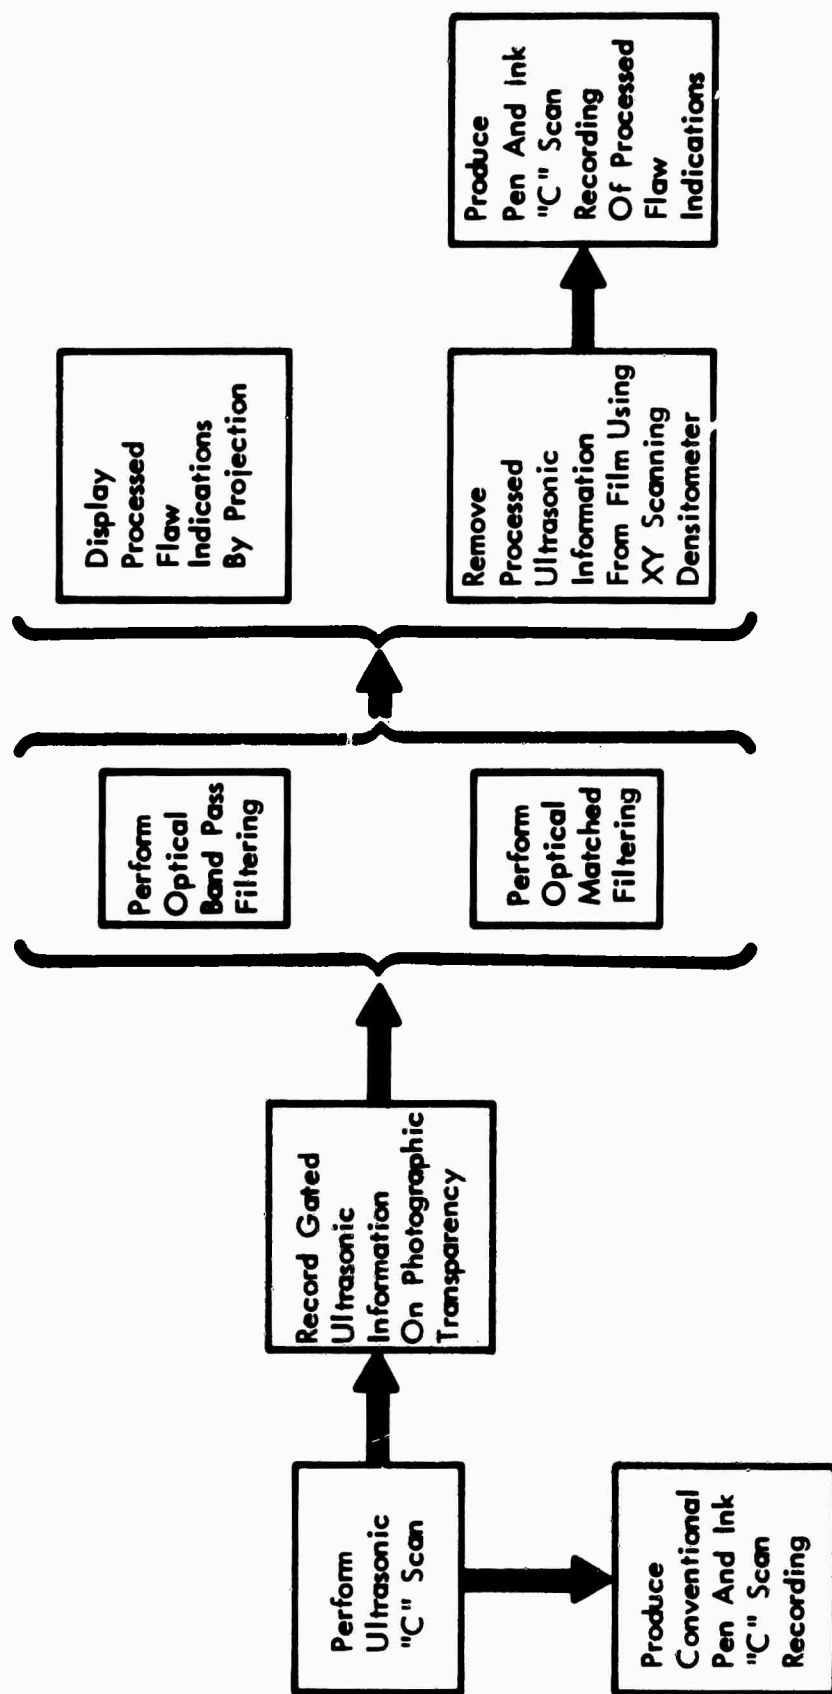 Perform
Ultrasonic
"C" Scan
Produce
Conventional
Pen And Ink
"C" Scan
Recording
Record Gated
Ultrasonic
Information
On Photographic
Transparency
Perform
Optical
Band Pass
Filtering
Perform
Optical
Matched
Filtering
Display
Processed
Flaw
Indications
By Projection
Remove
Processed
Ultrasonic
Information
From Film Using
XY Scanning
Densitometer
Produce
Pen And Ink
"C" Scan
Recording
Of Processed
Flaw
Indications